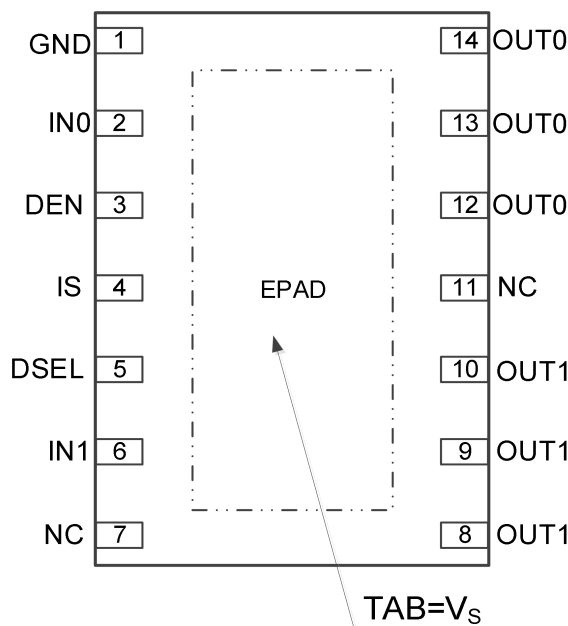 GND 1 14 OUT0
IN0 2 13 OUT0
DEN 3 12 OUT0
IS 4 EPAD 11 NC
DSEL 5 10 OUT1
IN1 6 9 OUT1
NC 7 8 OUT1
TAB=VS